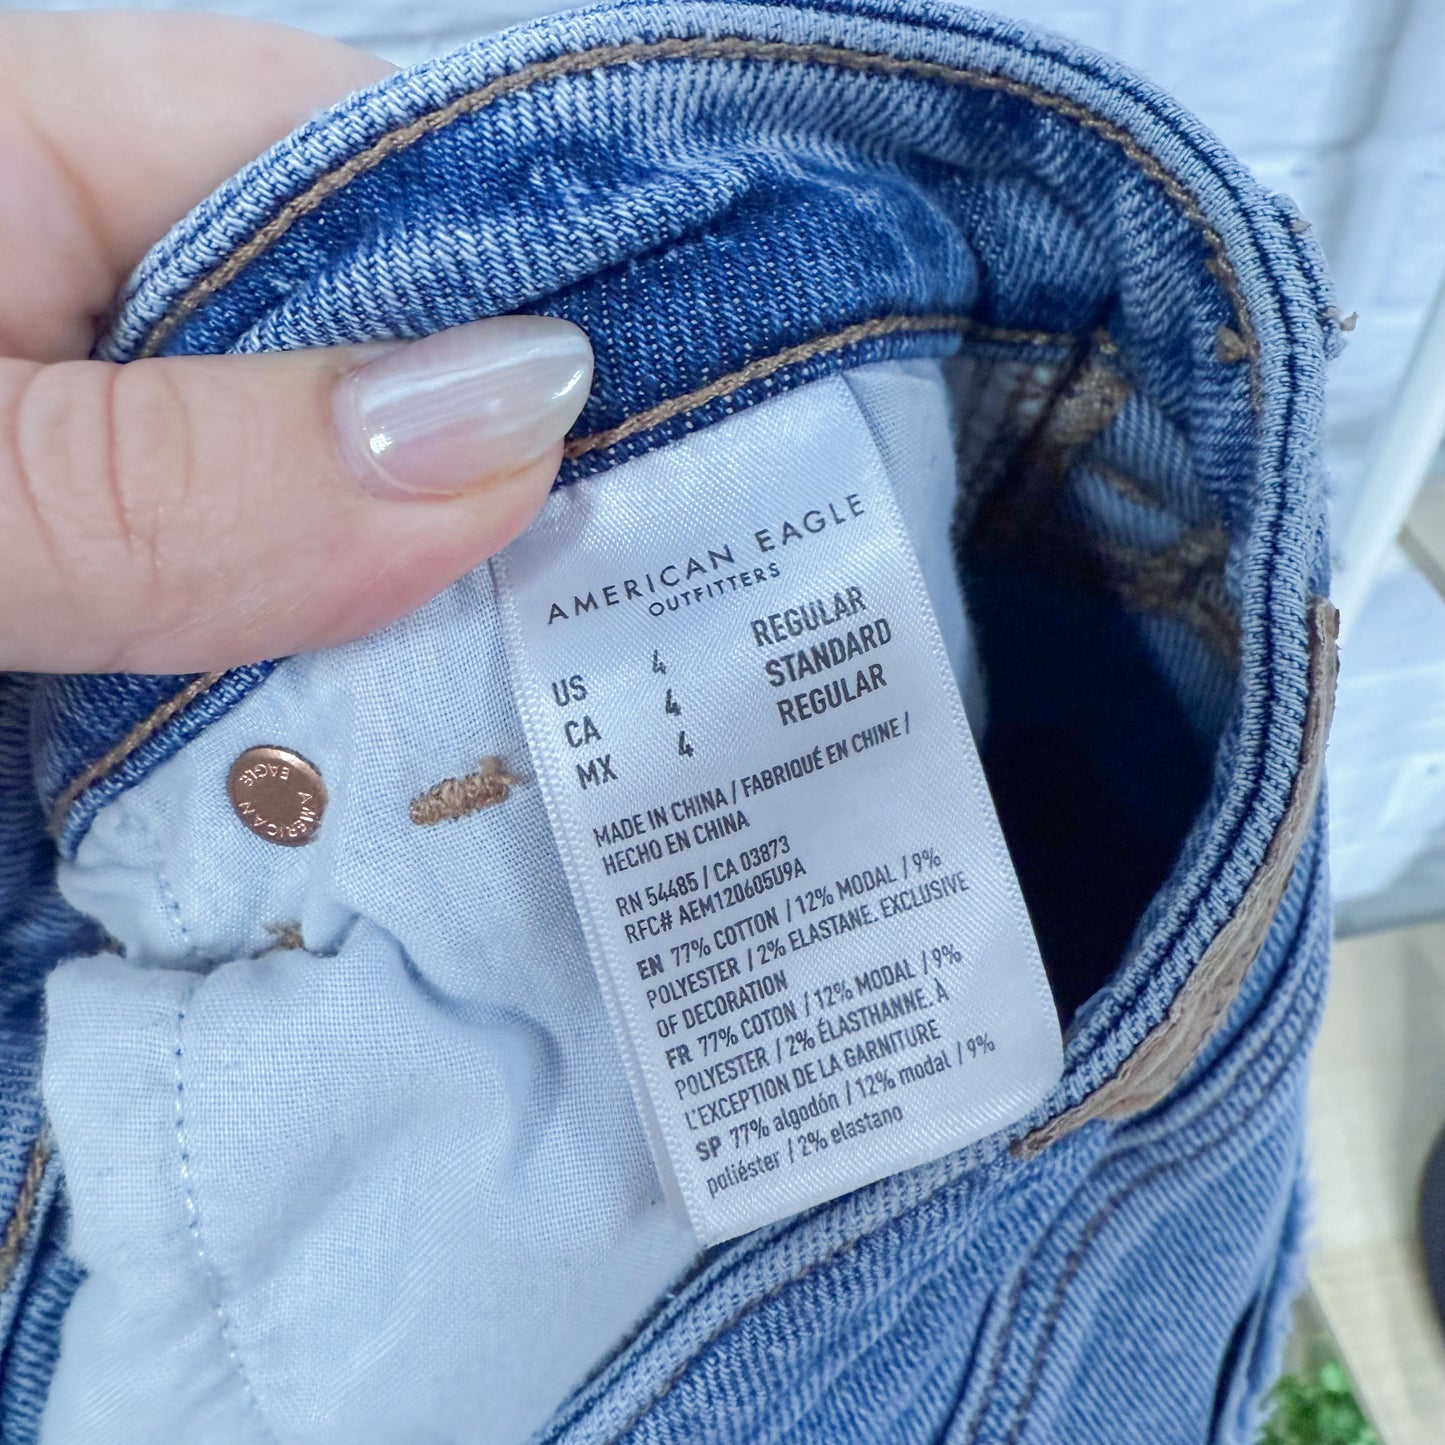 AMERICAN EAGLE
OUTFITTERS
US 4 REGULAR
CA 4 STANDARD
MX 4 REGULAR
MADE IN CHINA / FABRIQUÉ EN CHINE /
HECHO EN CHINA
RN 54485 / CA 03873
RFC# AEM120605U9A
EN 77% COTTON / 12% MODAL / 9%
POLYESTER / 2% ELASTANE. EXCLUSIVE
OF DECORATION
FR 77% COTON / 12% MODAL / 9%
POLYESTER / 2% ÉLASTHANNE. À
L'EXCEPTION DE LA GARNITURE
SP 77% algodón / 12% modal / 9%
poliéster / 2% elastano
AMERICAN
EAGLE